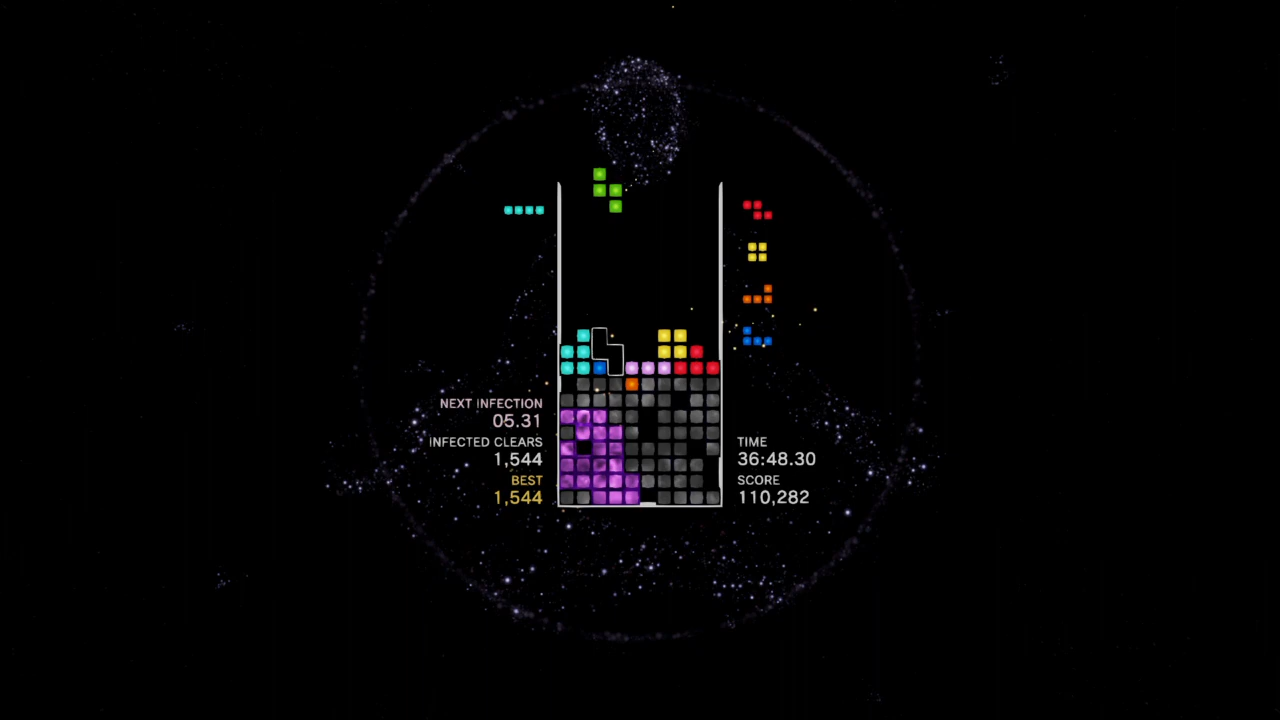 NEXT INFECTION
05.31
INFECTED CLEARS
1,544
BEST
1,544
TIME
36:48.30
SCORE
110,282